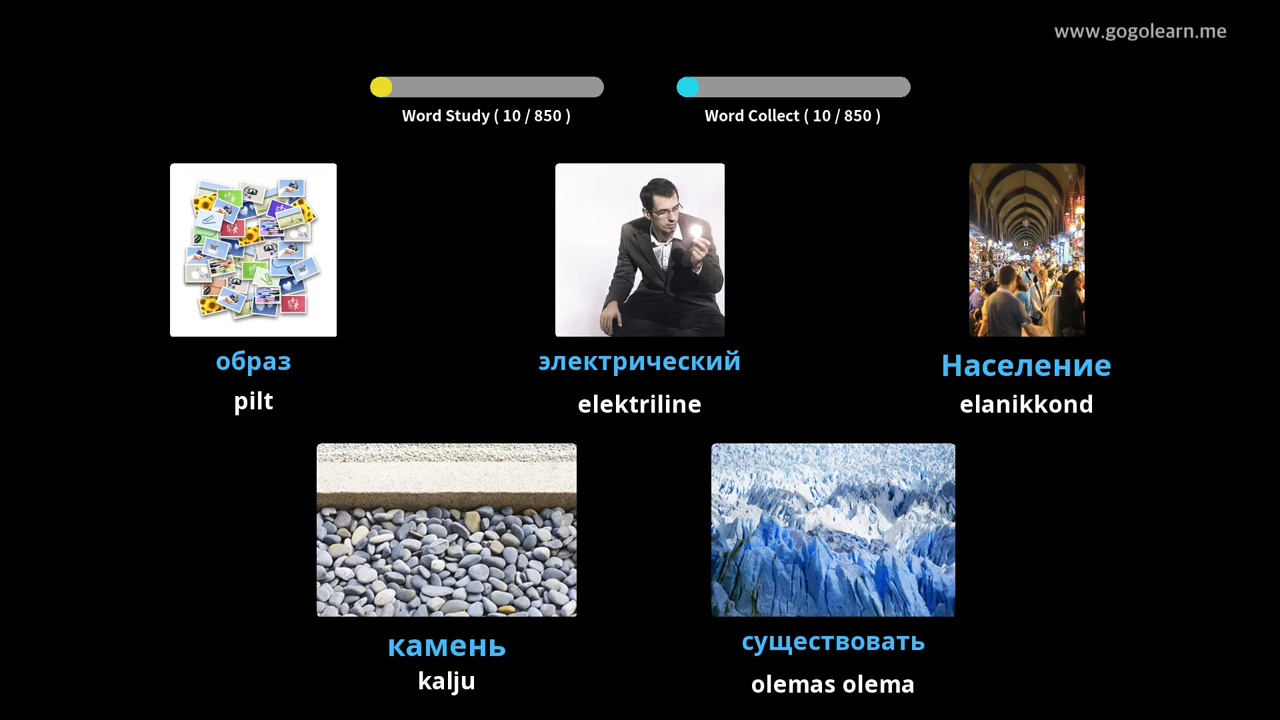 www.gogolearn.me
Word Study ( 10 / 850 )
Word Collect ( 10 / 850 )
образ
pilt
электрический
elektriline
Население
elanikkond
камень
kalju
существовать
olemas olema